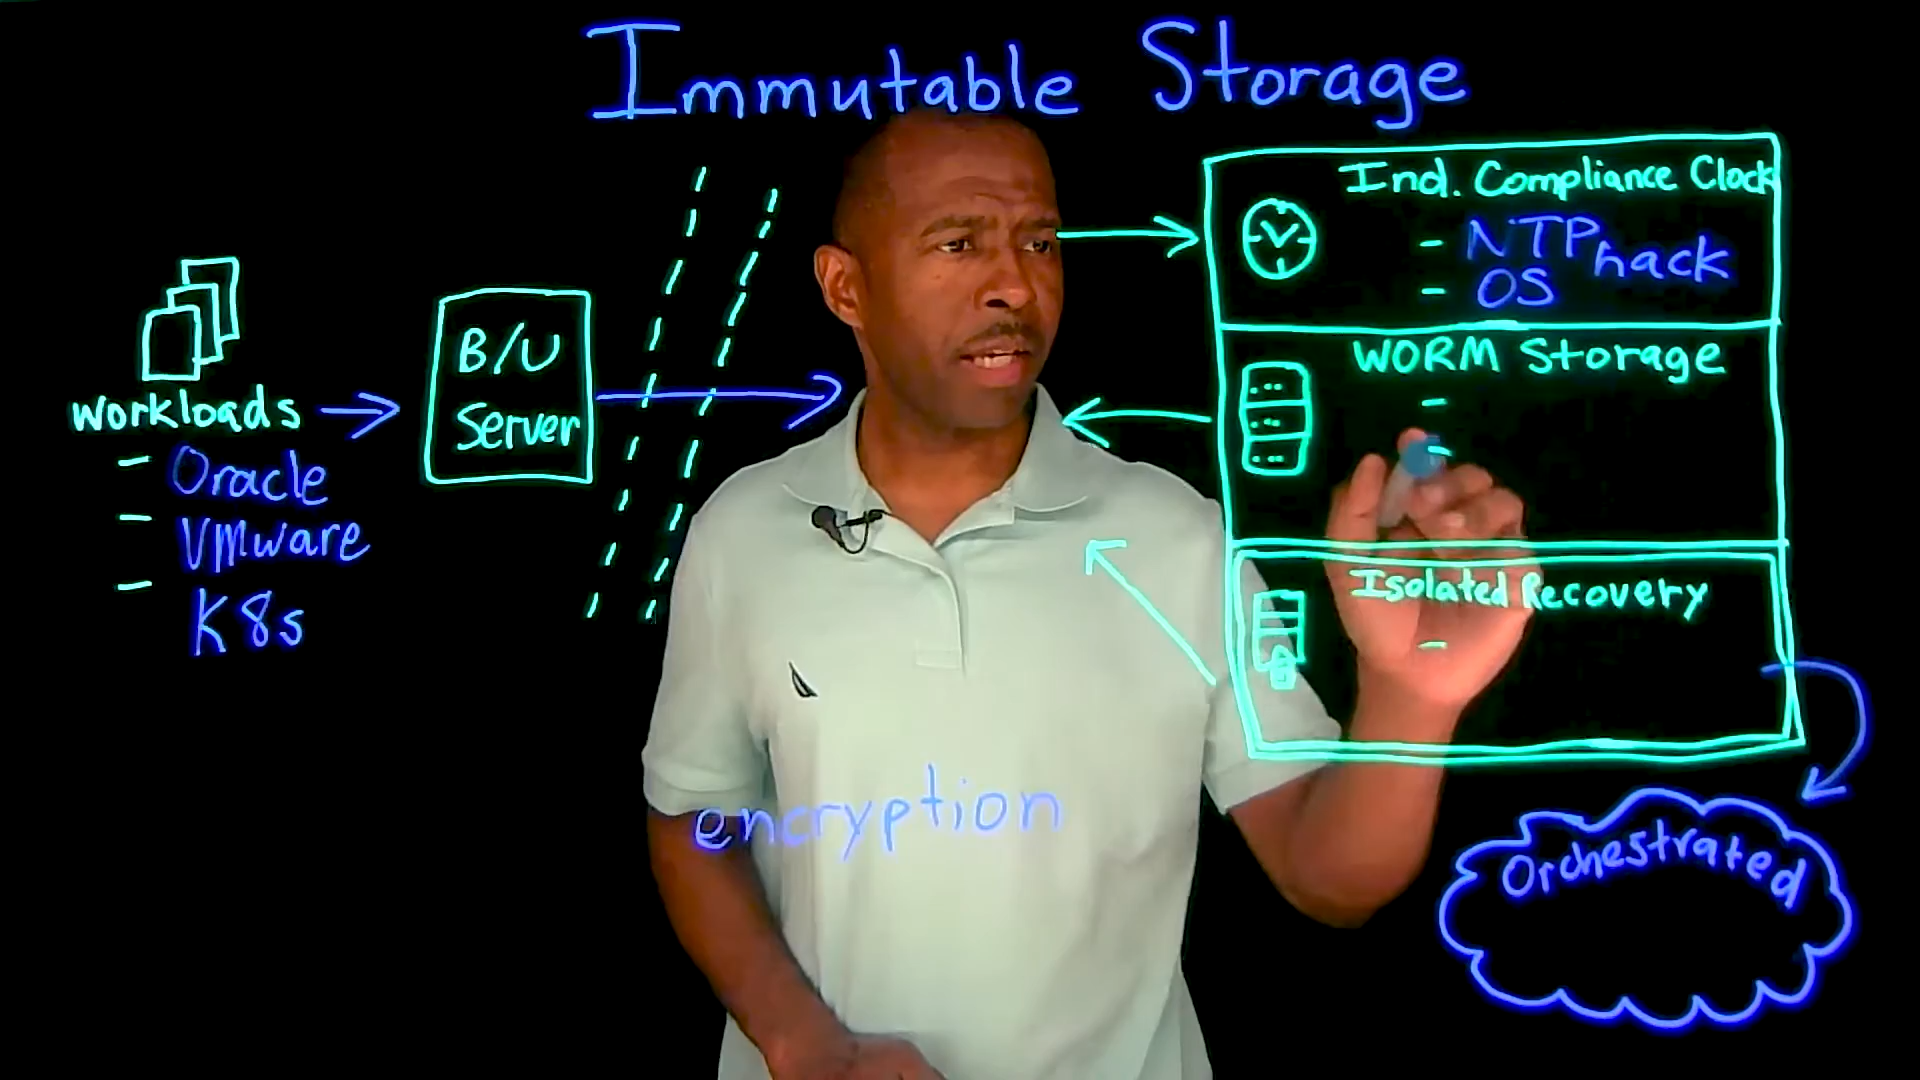 Immutable Storage
workloads
- Oracle
- VMware
- K8s
B/U
Server
encryption
Ind. Compliance Clock
- NTP hack
- OS
WORM Storage
-
-
Isolated Recovery
-
Orchestrated